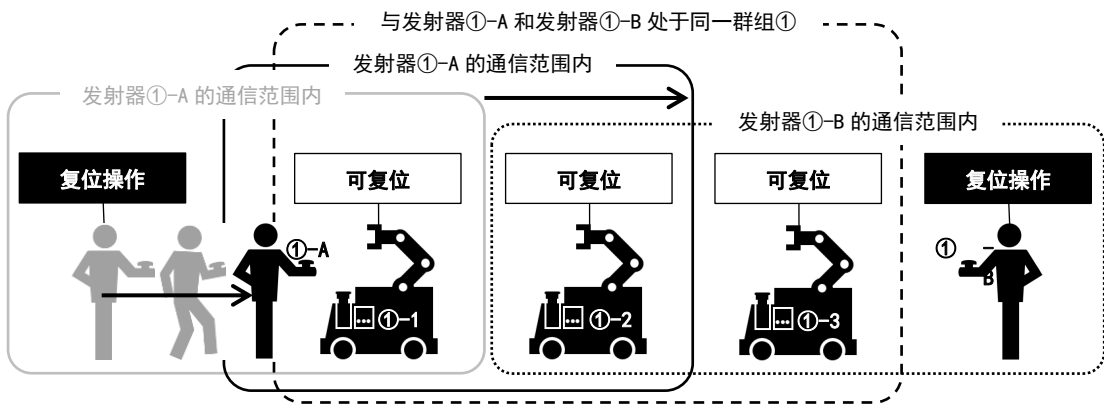 与发射器①-A 和发射器①-B 处于同一群组①
发射器①-A 的通信范围内
发射器①-A 的通信范围内
发射器①-B 的通信范围内
复位操作
可复位
可复位
可复位
复位操作
①-A
①-B
①-1
①-2
①-3